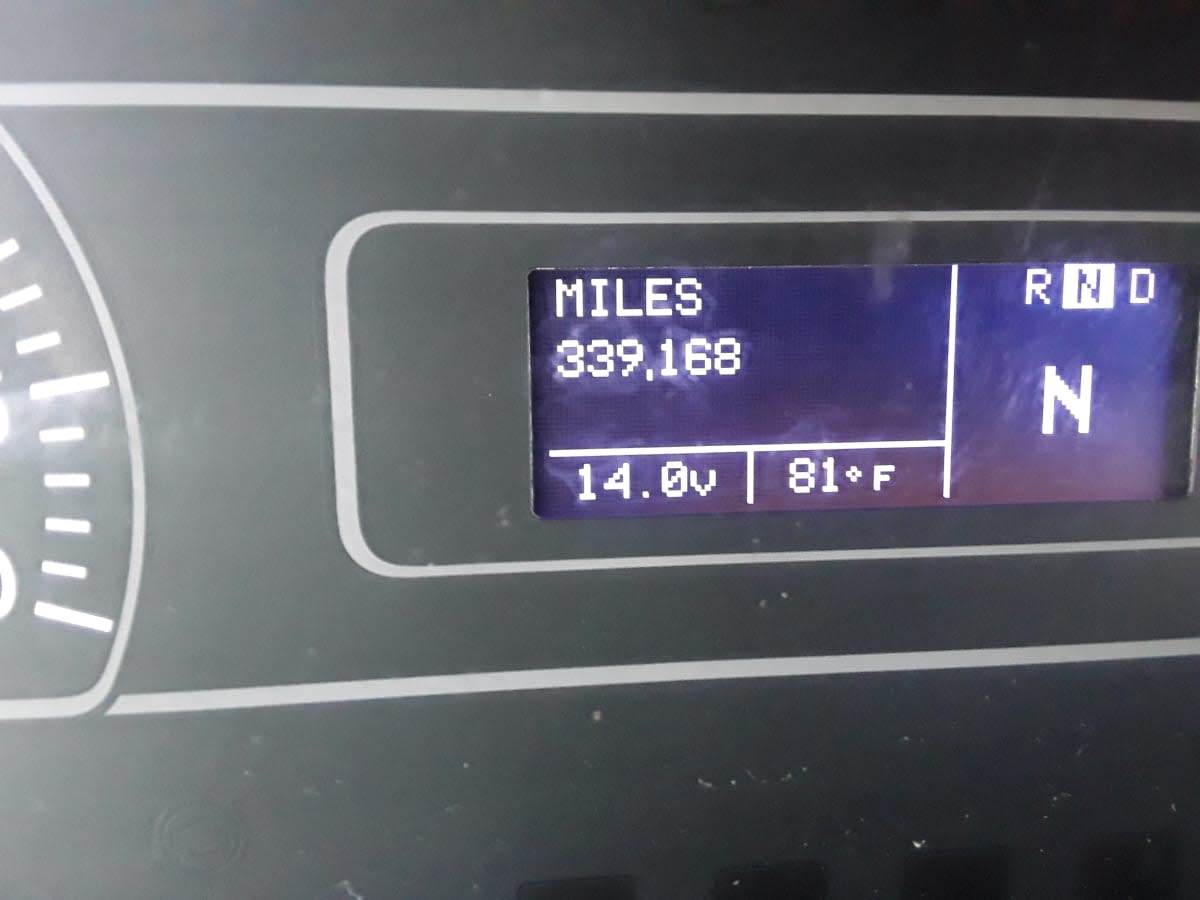 MILES
339,168
14.0v
81°F
R N D
N